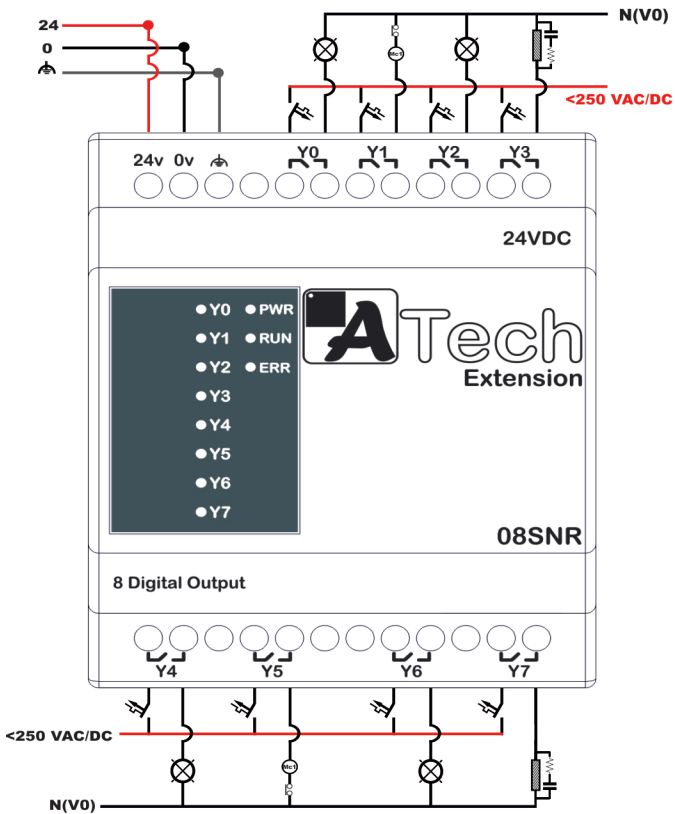 N(V0)
24
0
Mc1
<250 VAC/DC
24v 0v Y0 Y1 Y2 Y3
24VDC
Y0 PWR
Y1 RUN
Y2 ERR
Y3
Y4
Y5
Y6
Y7
ATech
Extension
08SNR
8 Digital Output
Y4 Y5 Y6 Y7
<250 VAC/DC
Mc1
N(V0)